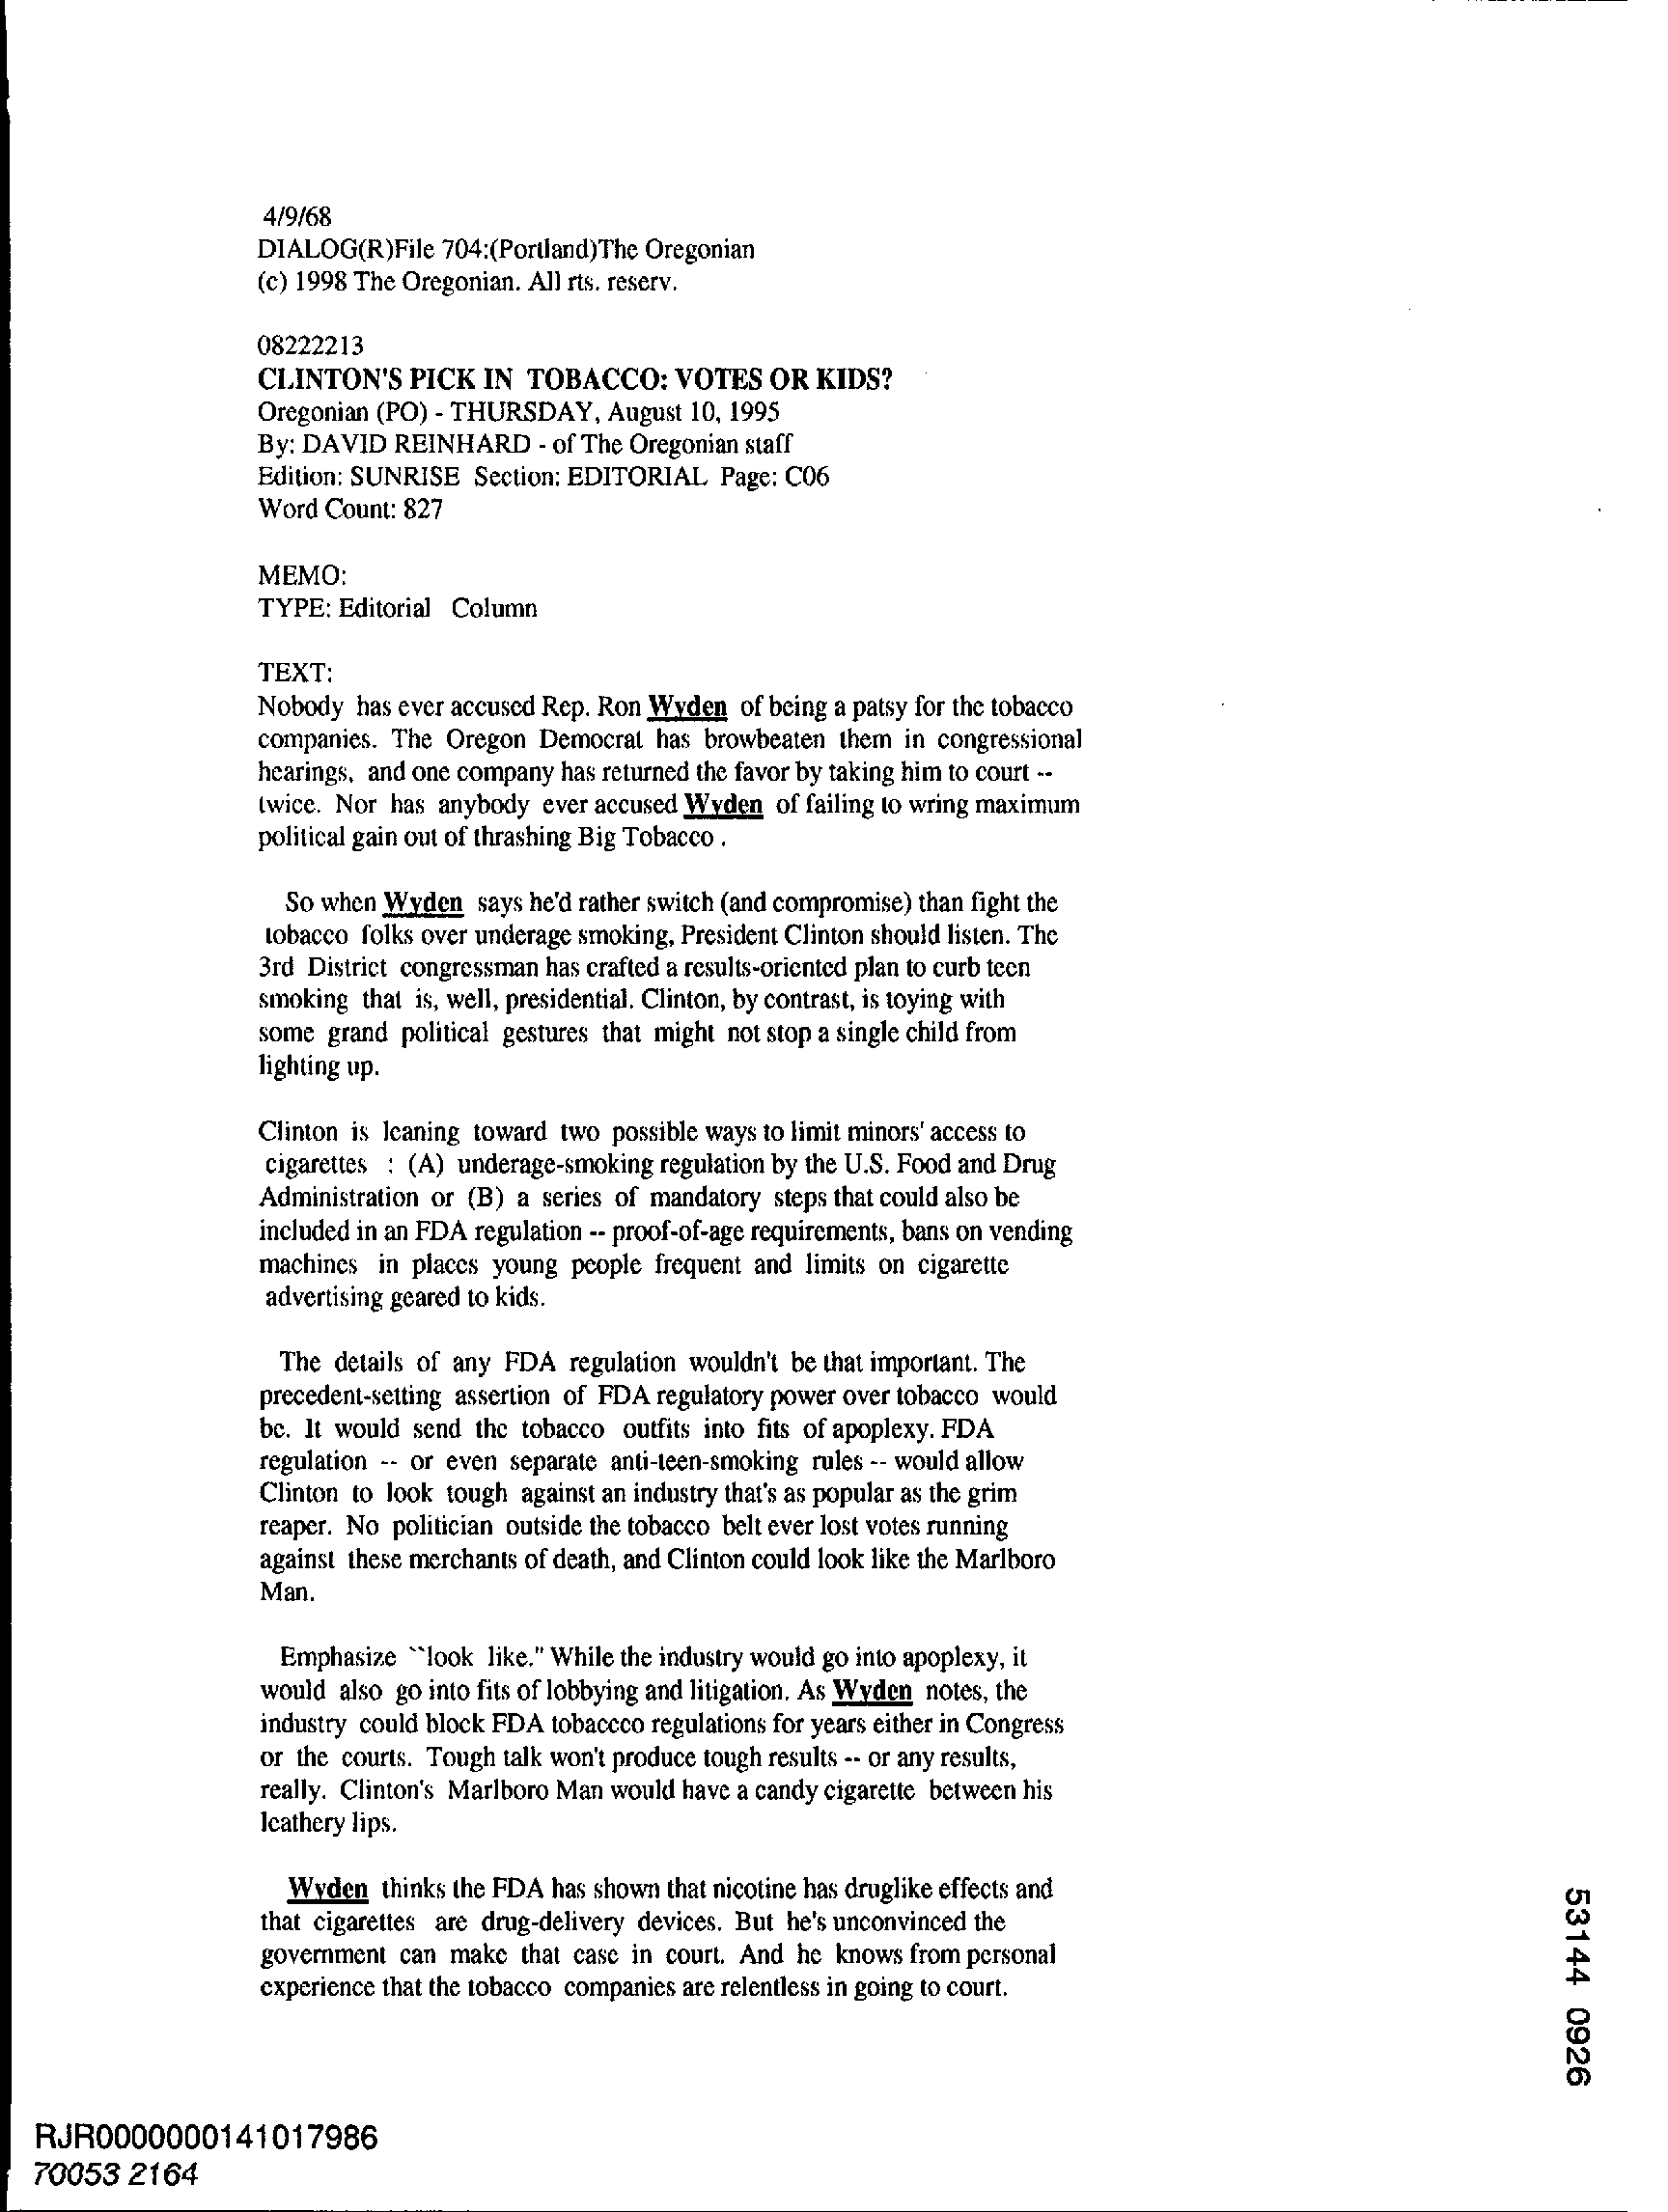 4/9/68
DIALOG(R)File 704:(Portland)The Oregonian
(c) 1998 The Oregonian. All rts. reserv.
08222213
CLINTON'S PICK IN TOBACCO: VOTES OR KIDS?
Oregonian (PO) - THURSDAY, August 10, 1995
By: DAVID REINHARD - of The Oregonian staff
Edition: SUNRISE Section: EDITORIAL Page: C06
Word Count: 827
MEMO:
TYPE: Editorial Column
TEXT:
Nobody has ever accused Rep. Ron Wyden of being a patsy for the tobacco
companies. The Oregon Democrat has browbeaten them in congressional
hearings, and one company has returned the favor by taking him to court --
twice. Nor has anybody ever accused Wyden of failing to wring maximum
political gain out of thrashing Big Tobacco .
So when Wyden says he'd rather switch (and compromise) than fight the
tobacco folks over underage smoking, President Clinton should listen. The
3rd District congressman has crafted a results-oriented plan to curb teen
smoking that is, well, presidential. Clinton, by contrast, is toying with
some grand political gestures that might not stop a single child from
lighting up.
Clinton is leaning toward two possible ways to limit minors' access to
cigarettes : (A) underage-smoking regulation by the U.S. Food and Drug
Administration or (B) a series of mandatory steps that could also be
included in an FDA regulation -- proof-of-age requirements, bans on vending
machines in places young people frequent and limits on cigarette
advertising geared to kids.
The details of any FDA regulation wouldn't be that important. The
precedent-setting assertion of FDA regulatory power over tobacco would
be. It would send the tobacco outfits into fits of apoplexy. FDA
regulation -- or even separate anti-teen-smoking rules -- would allow
Clinton to look tough against an industry that's as popular as the grim
reaper. No politician outside the tobacco belt ever lost votes running
against these merchants of death, and Clinton could look like the Marlboro
Man.
Emphasize ``look like." While the industry would go into apoplexy, it
would also go into fits of lobbying and litigation. As Wyden notes, the
industry could block FDA tobaccco regulations for years either in Congress
or the courts. Tough talk won't produce tough results -- or any results,
really. Clinton's Marlboro Man would have a candy cigarette between his
leathery lips.
Wyden thinks the FDA has shown that nicotine has druglike effects and
that cigarettes are drug-delivery devices. But he's unconvinced the
government can make that case in court. And he knows from personal
experience that the tobacco companies are relentless in going to court.
53144 0926
RJR0000000141017986
70053 2164